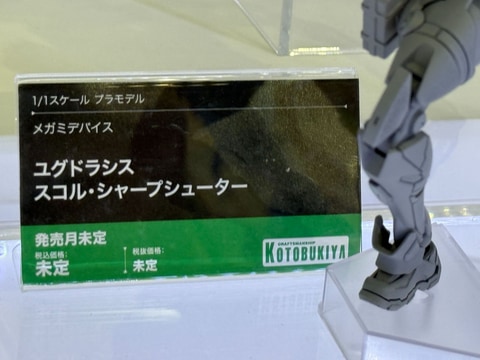 1/1スケール プラモデル
メガミデバイス
ユグドラシス
スコル・シャープシューター
発売月未定
税込価格:
未定
税抜価格:
未定
CRAFTSMANSHIP
KOTOBUKIYA